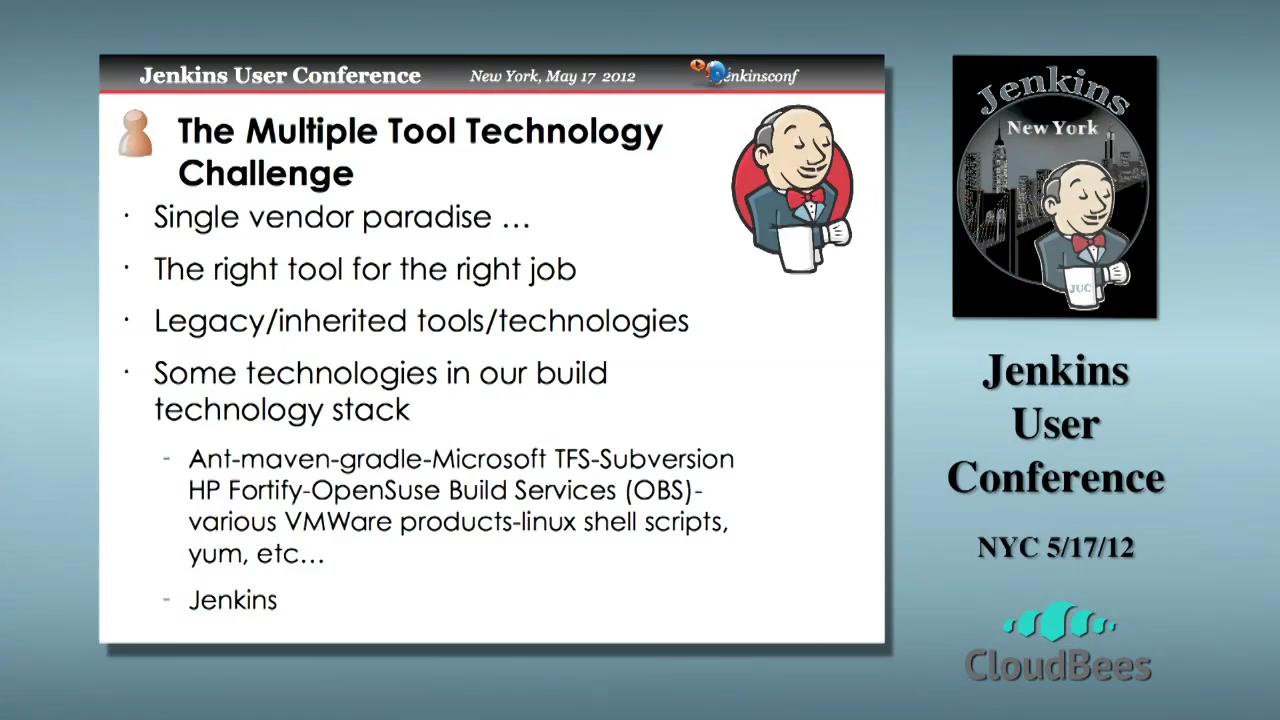 Jenkins User Conference New York, May 17 2012 enkinsconf
The Multiple Tool Technology
Challenge
· Single vendor paradise …
· The right tool for the right job
· Legacy/inherited tools/technologies
· Some technologies in our build
technology stack
- Ant-maven-gradle-Microsoft TFS-Subversion
HP Fortify-OpenSuse Build Services (OBS)-
various VMWare products-linux shell scripts,
yum, etc…
- Jenkins
Jenkins
New York
JUC
Jenkins
User
Conference
NYC 5/17/12
CloudBees